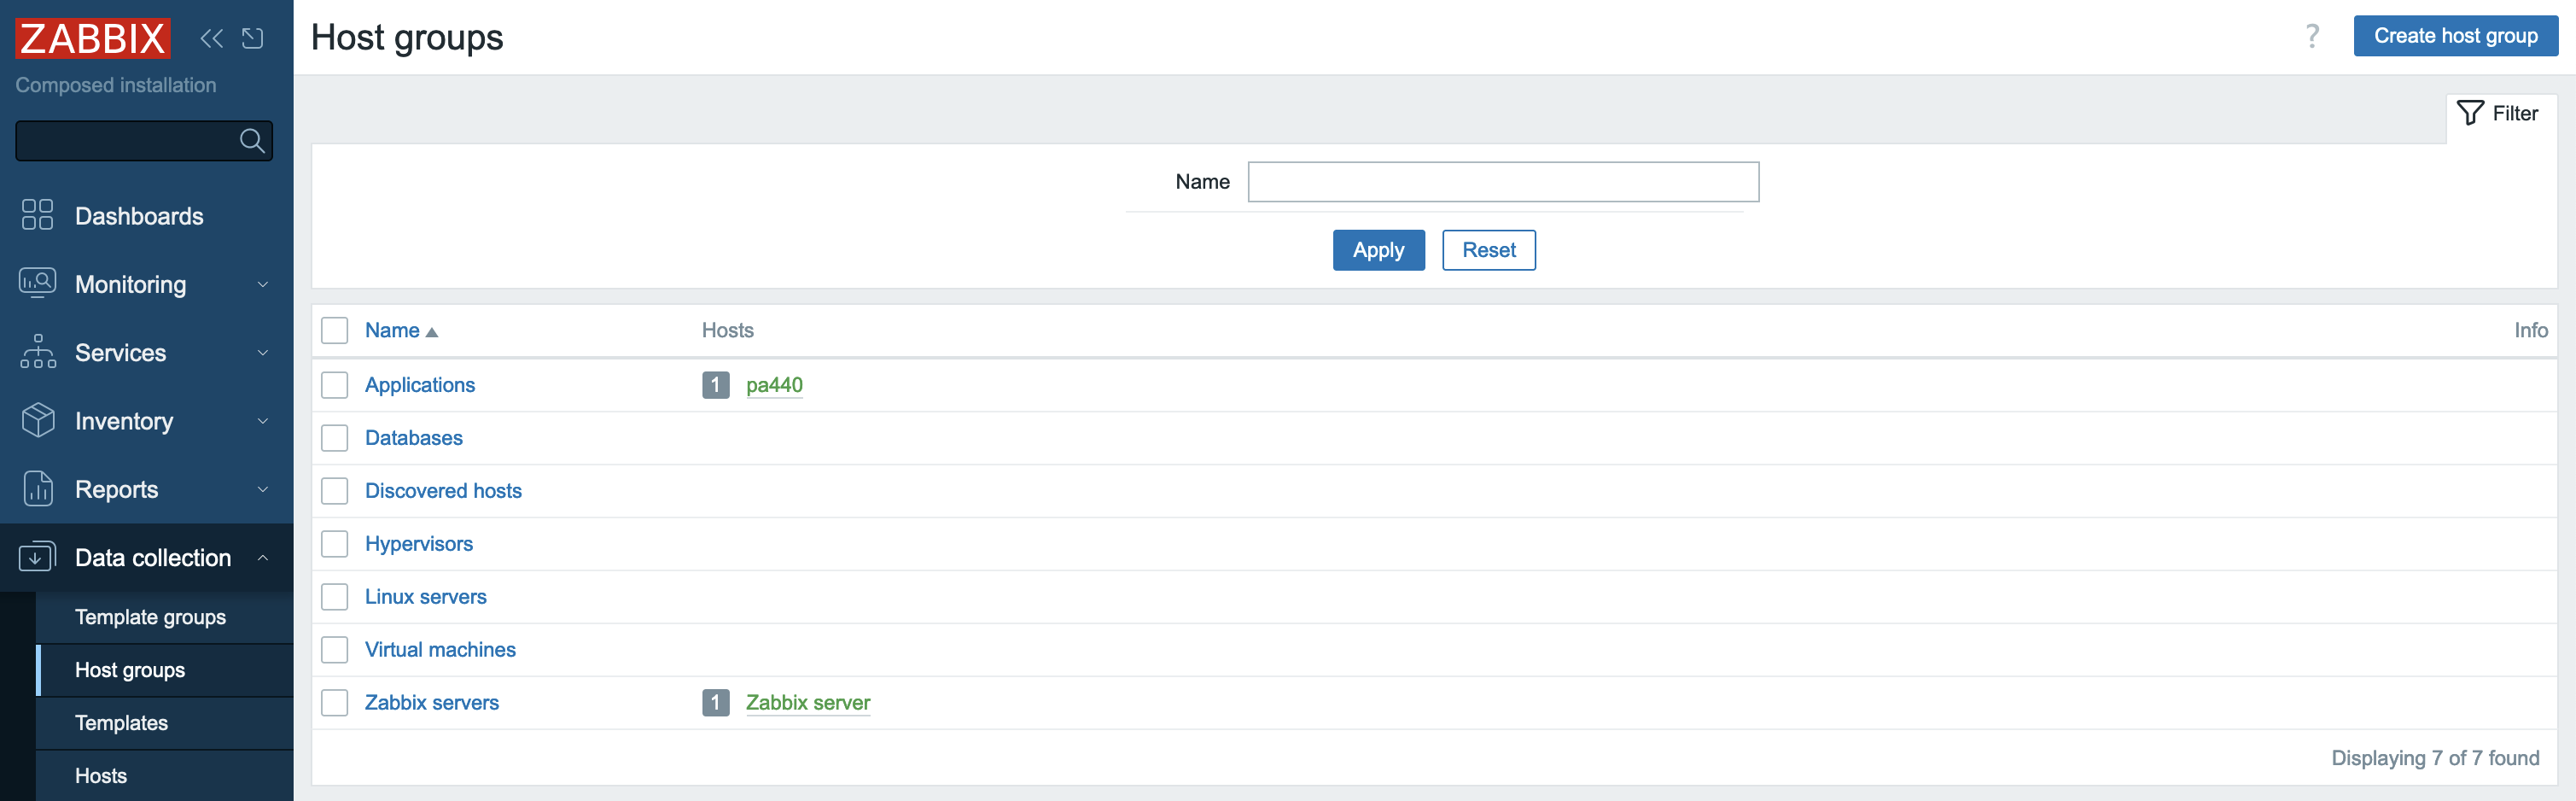 ZABBIX
Composed installation
Dashboards
Monitoring
Services
Inventory
Reports
Data collection
Template groups
Host groups
Templates
Hosts
Host groups
? Create host group
Filter
Name
Apply Reset
Name ▲ Hosts Info
Applications 1 pa440
Databases
Discovered hosts
Hypervisors
Linux servers
Virtual machines
Zabbix servers 1 Zabbix server
Displaying 7 of 7 found